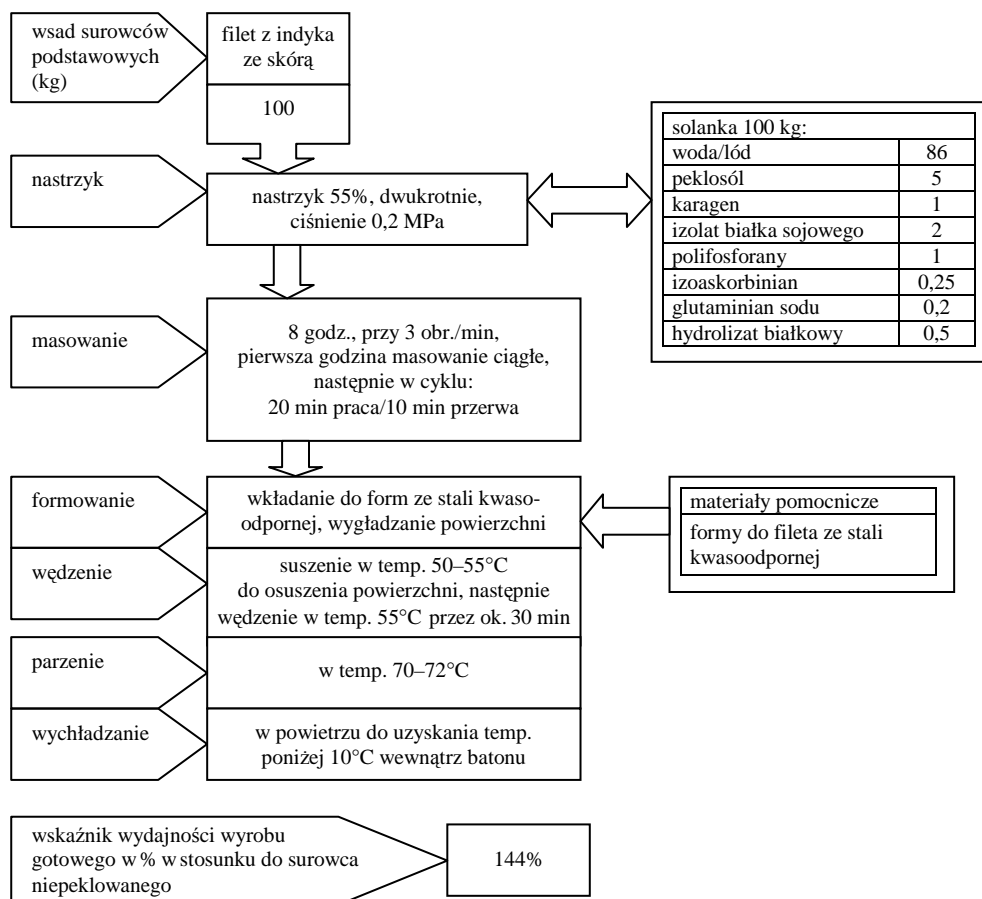 wsad surowców
podstawowych
(kg)
filet z indyka
ze skórą
100
solanka 100 kg:
woda/lód 86
peklosól 5
karagen 1
izolat białka sojowego 2
polifosforany 1
izoaskorbinian 0,25
glutaminian sodu 0,2
hydrolizat białkowy 0,5
nastrzyk
nastrzyk 55%, dwukrotnie,
ciśnienie 0,2 MPa
masowanie
8 godz., przy 3 obr./min,
pierwsza godzina masowanie ciągłe,
następnie w cyklu:
20 min praca/10 min przerwa
formowanie
wkładanie do form ze stali kwaso-
odpornej, wygładzanie powierzchni
materiały pomocnicze
formy do fileta ze stali
kwasoodpornej
wędzenie
suszenie w temp. 50–55°C
do osuszenia powierzchni, następnie
wędzenie w temp. 55°C przez ok. 30 min
parzenie
w temp. 70–72°C
wychładzanie
w powietrzu do uzyskania temp.
poniżej 10°C wewnątrz batonu
wskaźnik wydajności wyrobu
gotowego w % w stosunku do surowca
niepeklowanego
144%